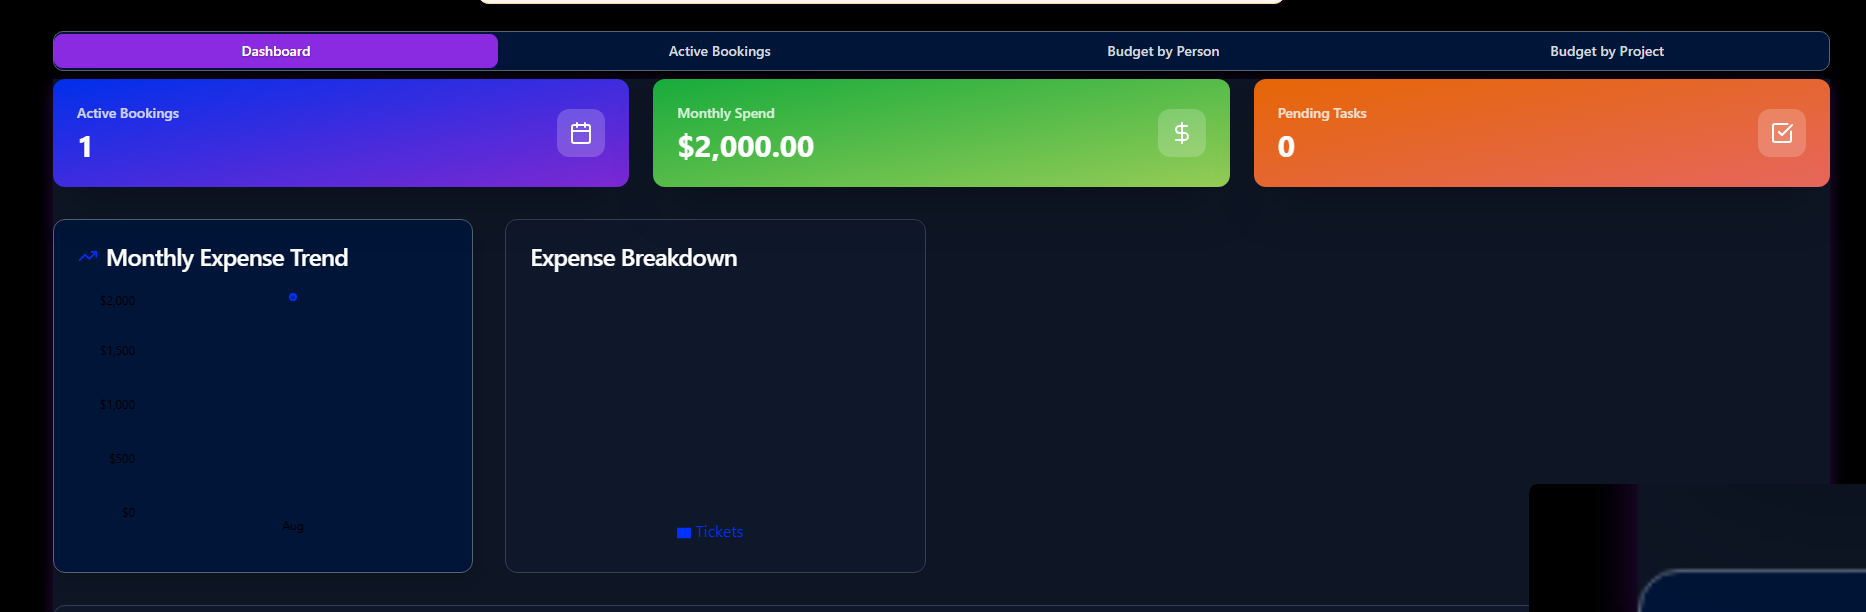 Dashboard
Active Bookings
Budget by Person
Budget by Project
Active Bookings
1
Monthly Spend
$2,000.00
Pending Tasks
0
Monthly Expense Trend
$2,000
$1,500
$1,000
$500
$0
Aug
Expense Breakdown
Tickets